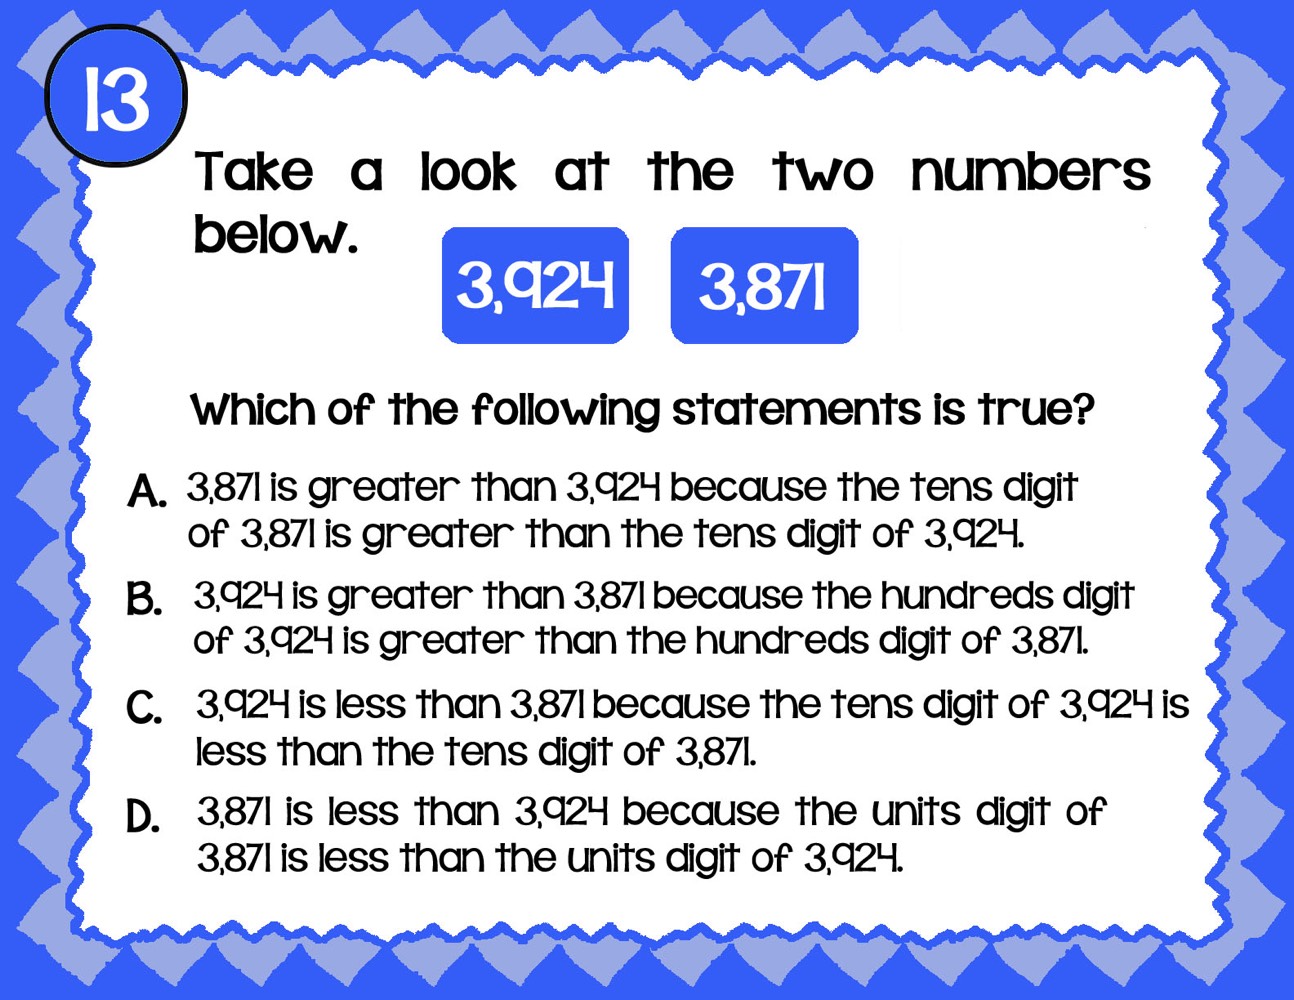 13
Take a look at the two numbers
below.
3,924 3,871
Which of the following statements is true?
A. 3,871 is greater than 3,924 because the tens digit
of 3,871 is greater than the tens digit of 3,924.
B. 3,924 is greater than 3,871 because the hundreds digit
of 3,924 is greater than the hundreds digit of 3,871.
C. 3,924 is less than 3,871 because the tens digit of 3,924 is
less than the tens digit of 3,871.
D. 3,871 is less than 3,924 because the units digit of
3,871 is less than the units digit of 3,924.